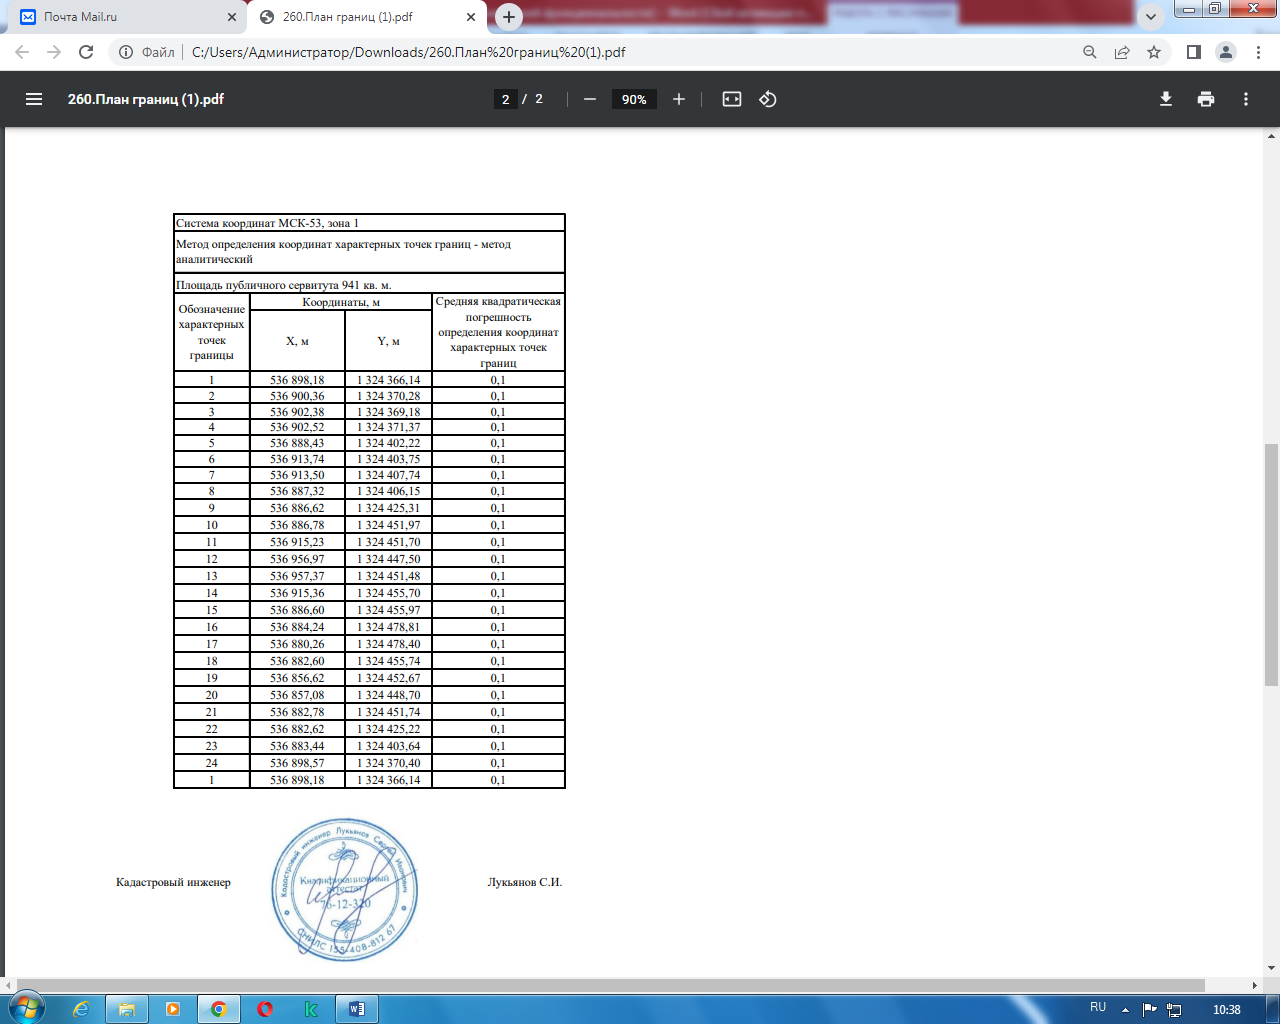 Почта Mail.ru
260.План границ (1).pdf
Файл
C:/Users/Администратор/Downloads/260.План%20границ%20(1).pdf
260.План границ (1).pdf
2 / 2
90%
Система координат МСК-53, зона 1
Метод определения координат характерных точек границ - метод
аналитический
Площадь публичного сервитута 941 кв. м.
Обозначение характерных точек границы
Координаты, м
Средняя квадратическая погрешность определения координат характерных точек границ
X, м
Y, м
1 536 898,18 1 324 366,14 0,1
2 536 900,36 1 324 370,28 0,1
3 536 902,38 1 324 369,18 0,1
4 536 902,52 1 324 371,37 0,1
5 536 888,43 1 324 402,22 0,1
6 536 913,74 1 324 403,75 0,1
7 536 913,50 1 324 407,74 0,1
8 536 887,32 1 324 406,15 0,1
9 536 886,62 1 324 425,31 0,1
10 536 886,78 1 324 451,97 0,1
11 536 915,23 1 324 451,70 0,1
12 536 956,97 1 324 447,50 0,1
13 536 957,37 1 324 451,48 0,1
14 536 915,36 1 324 455,70 0,1
15 536 886,60 1 324 455,97 0,1
16 536 884,24 1 324 478,81 0,1
17 536 880,26 1 324 478,40 0,1
18 536 882,60 1 324 455,74 0,1
19 536 856,62 1 324 452,67 0,1
20 536 857,08 1 324 448,70 0,1
21 536 882,78 1 324 451,74 0,1
22 536 882,62 1 324 425,22 0,1
23 536 883,44 1 324 403,64 0,1
24 536 898,57 1 324 370,40 0,1
1 536 898,18 1 324 366,14 0,1
Кадастровый инженер
Кадастровый инженер Лукьянов Сергей Иванович
Квалификационный
аттестат
76-12-320
СНИЛС 155-408-812 67
Лукьянов С.И.
RU
10:38